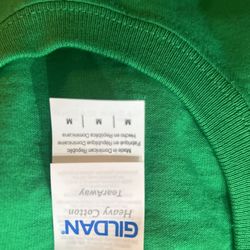 GILDAN
Heavy Cotton
TearAway
Made in Dominican Republic
Fabriqué en République Dominicaine
Hecho en República Dominicana
M M M